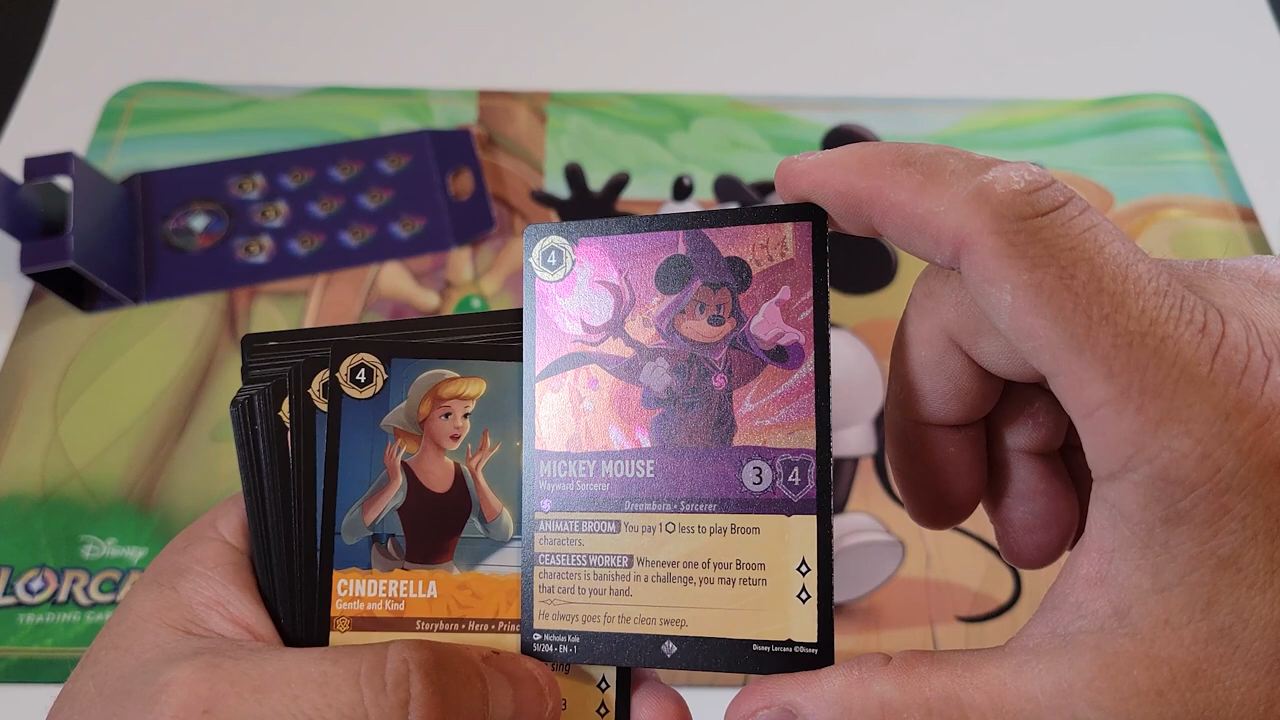 4
MICKEY MOUSE
Wayward Sorcerer
3 4
Dreamborn • Sorcerer
ANIMATE BROOM You pay 1 ⬡ less to play Broom
characters.
CEASELESS WORKER Whenever one of your Broom
characters is banished in a challenge, you may return
that card to your hand.
He always goes for the clean sweep.
Nicholas Kole
51/204 • EN • 1
Disney Lorcana ©Disney
4
CINDERELLA
Gentle and Kind
Storyborn • Hero • Princ
sing
3
Disney
LORCA
TRADING CA